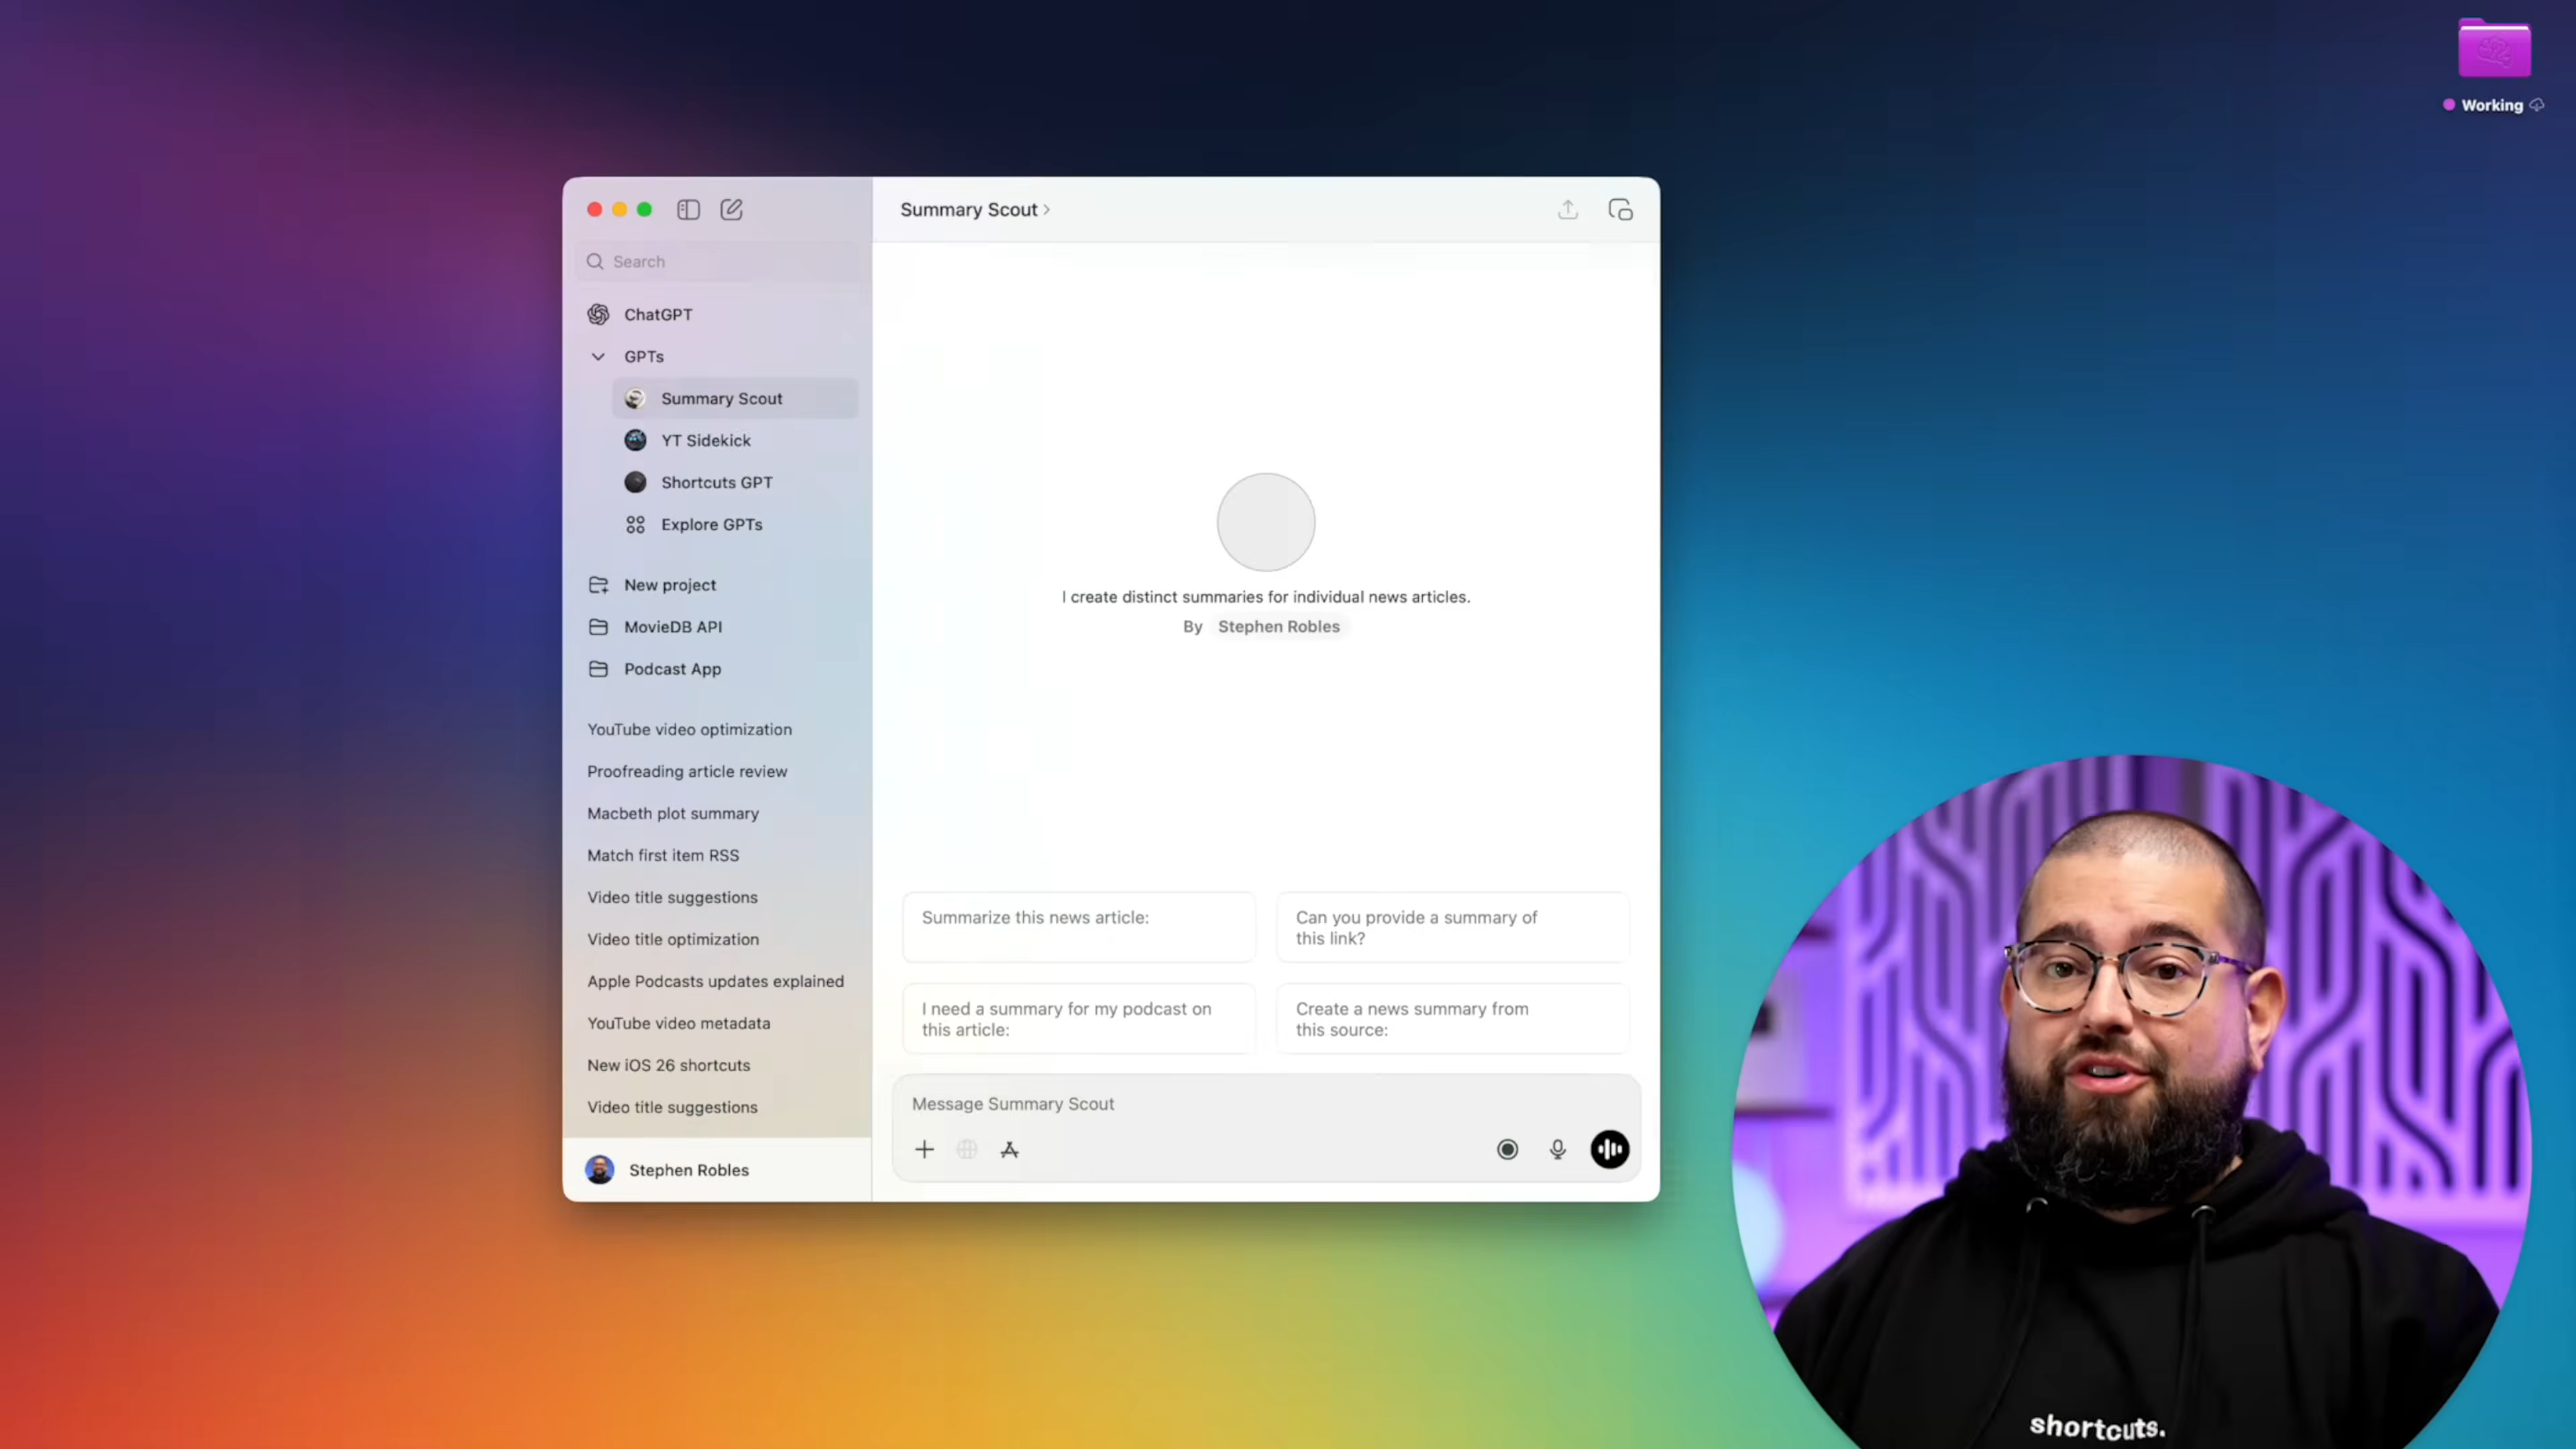 Working
Summary Scout
Search
ChatGPT
GPTs
Summary Scout
YT Sidekick
Shortcuts GPT
Explore GPTs
New project
MovieDB API
Podcast App
YouTube video optimization
Proofreading article review
Macbeth plot summary
Match first item RSS
Video title suggestions
Video title optimization
Apple Podcasts updates explained
YouTube video metadata
New iOS 26 shortcuts
Video title suggestions
Stephen Robles
I create distinct summaries for individual news articles.
By Stephen Robles
Summarize this news article:
Can you provide a summary of
this link?
I need a summary for my podcast on
this article:
Create a news summary from
this source:
Message Summary Scout
shortcuts.